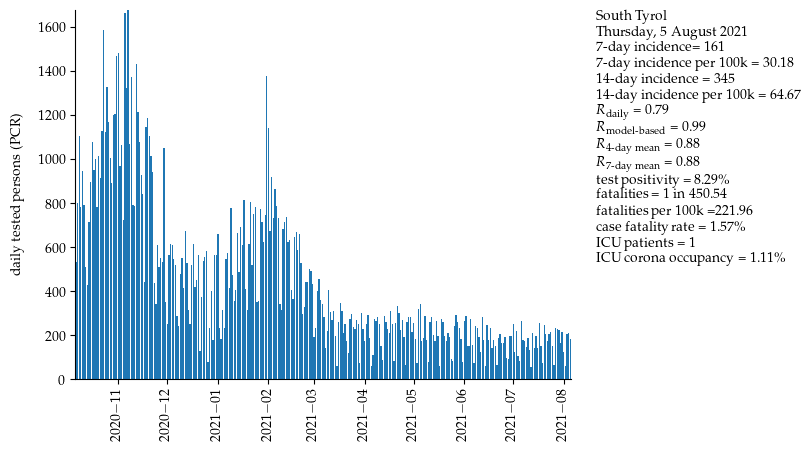 South Tyrol
Thursday, 5 August 2021
7-day incidence= 161
7-day incidence per 100k = 30.18
14-day incidence = 345
14-day incidence per 100k = 64.67
R daily = 0.79
R model-based = 0.99
R 4-day mean = 0.88
R 7-day mean = 0.88
test positivity = 8.29%
fatalities = 1 in 450.54
fatalities per 100k =221.96
case fatality rate = 1.57%
ICU patients = 1
ICU corona occupancy = 1.11%
daily tested persons (PCR)
1600
1400
1200
1000
800
600
400
200
0
2020−11
2020−12
2021−01
2021−02
2021−03
2021−04
2021−05
2021−06
2021−07
2021−08